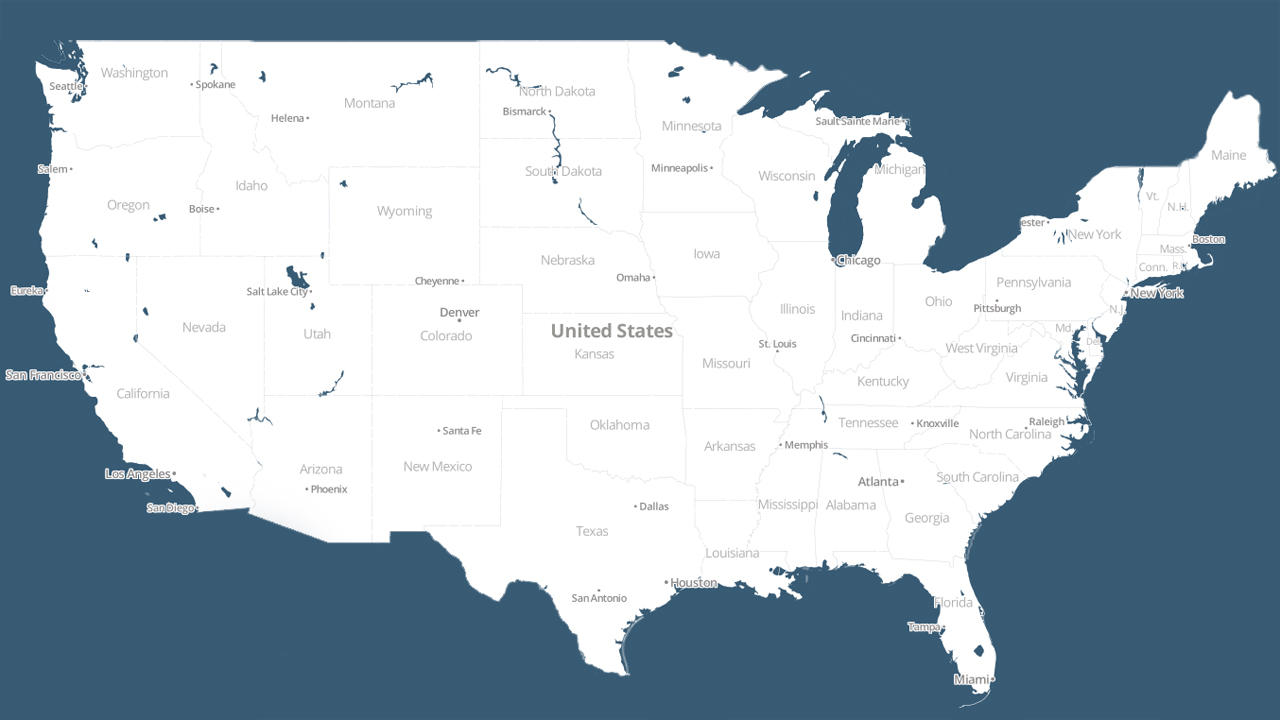 Washington
Seattle
Spokane
Montana
North Dakota
Helena
Bismarck
Minnesota
Sault Sainte Marie
Maine
Salem
Minneapolis
South Dakota
Wisconsin
Michigan
Idaho
Oregon
Boise
Wyoming
Vt.
N.H.
ester
New York
Boston
Mass.
Conn.
R.I.
Iowa
Nebraska
Chicago
Omaha
Cheyenne
Salt Lake City
Eureka
Pennsylvania
New York
Ohio
Pittsburgh
Illinois
Indiana
N.J.
Denver
Colorado
Nevada
Utah
United States
Kansas
St. Louis
Cincinnati
Md.
Del.
West Virginia
Missouri
San Francisco
California
Kentucky
Virginia
Oklahoma
Santa Fe
Tennessee
Knoxville
Raleigh
North Carolina
Memphis
Arkansas
New Mexico
Arizona
Los Angeles
Phoenix
San Diego
Atlanta
South Carolina
Mississippi
Alabama
Georgia
Dallas
Texas
Louisiana
Houston
San Antonio
Florida
Tampa
Miami